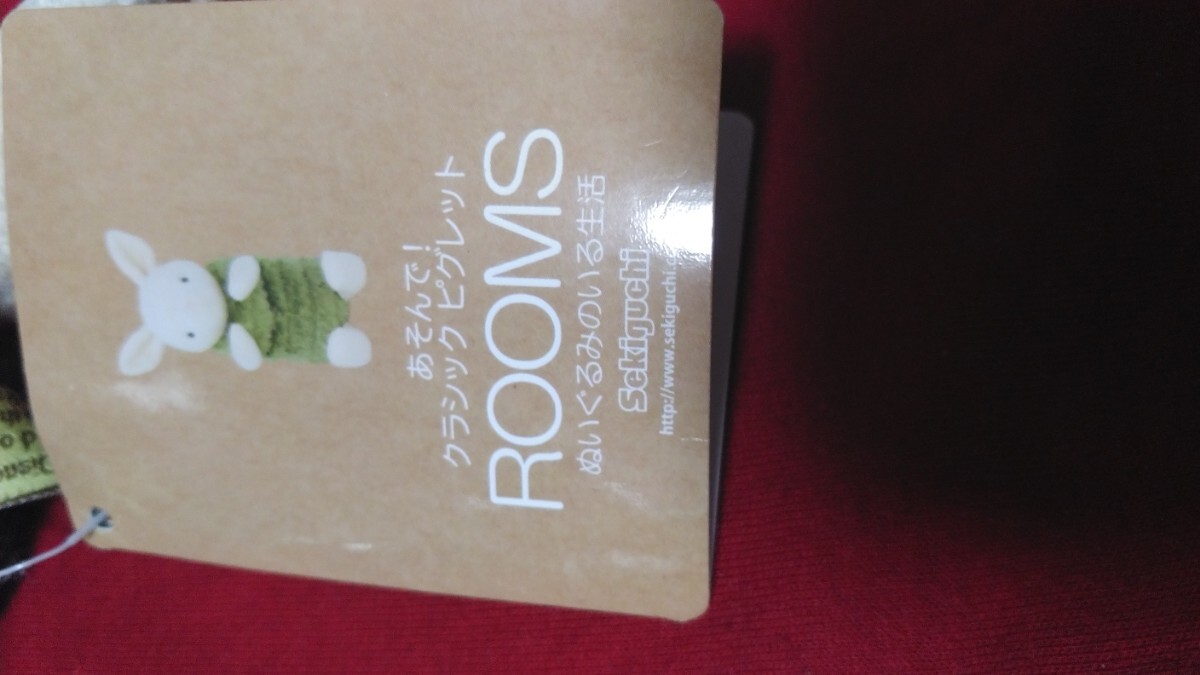 あそんで!
クラシック ピグレット
ROOMS
ぬいぐるみのいる生活
Sekiguchi
http://www.sekiguchi.c